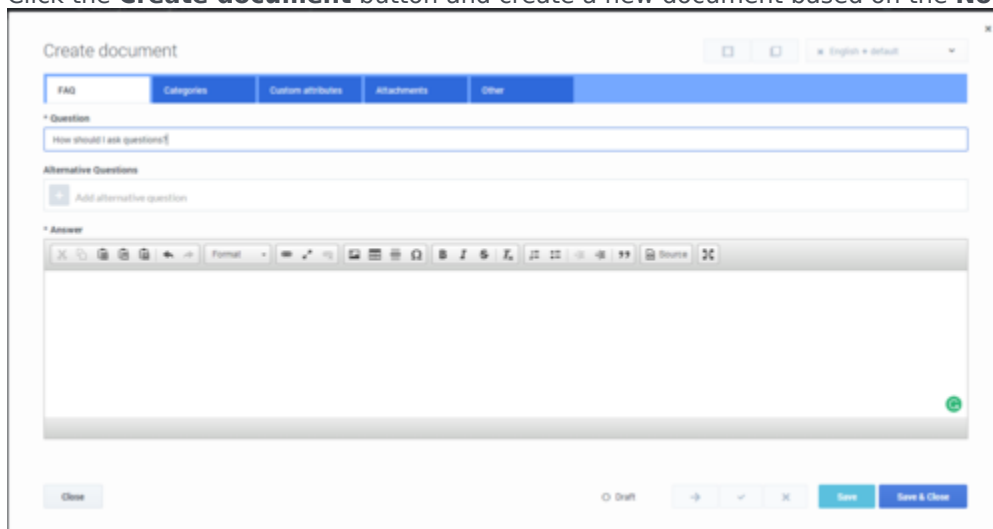 Click the Create document button and create a new document based on the No
Create document
English • default
FAQ Categories Custom attributes Attachments Other
* Question
How should I ask questions?
Alternative Questions
+ Add alternative question
* Answer
Format Source
Close Draft Save Save & Close